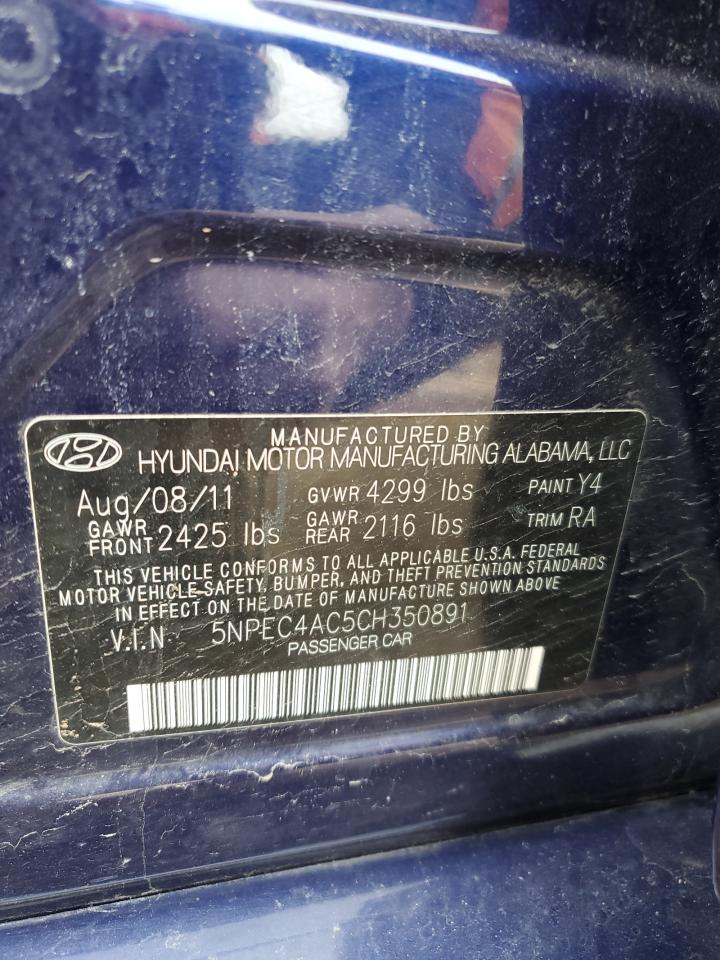 MANUFACTURED BY
HYUNDAI MOTOR MANUFACTURING ALABAMA, LLC
Aug/08/11 GVWR 4299 lbs PAINT Y4
GAWR FRONT 2425 lbs GAWR REAR 2116 lbs TRIM RA
THIS VEHICLE CONFORMS TO ALL APPLICABLE U.S.A. FEDERAL
MOTOR VEHICLE SAFETY, BUMPER, AND THEFT PREVENTION STANDARDS
IN EFFECT ON THE DATE OF MANUFACTURE SHOWN ABOVE
V.I.N 5NPEC4AC5CH350891
PASSENGER CAR